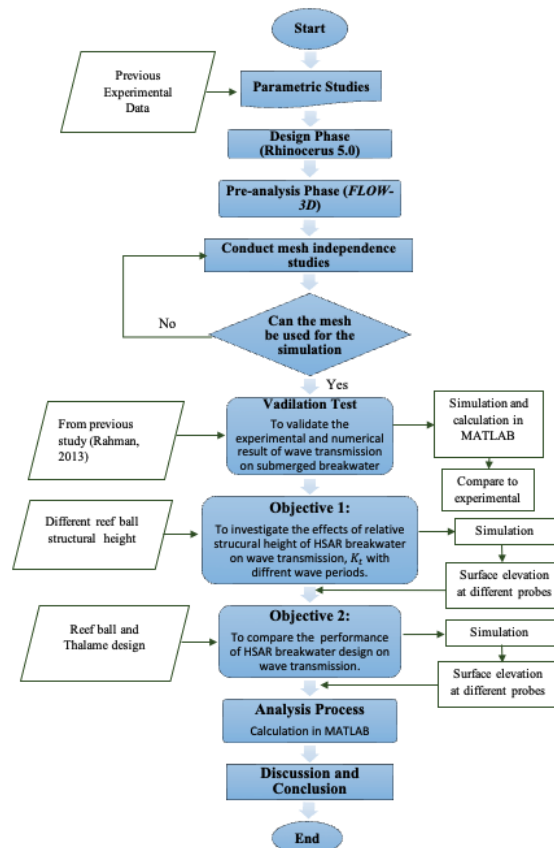 Start
Previous
Experimental
Data
Parametric Studies
Design Phase
(Rhinocerus 5.0)
Pre-analysis Phase (FLOW-
3D)
Conduct mesh independence
studies
No
Can the mesh
be used for the
simulation
Yes
From previous
study (Rahman,
2013)
Vadilation Test
To validate the
experimental and numerical
result of wave transmission
on submerged breakwater
Simulation and
calculation in
MATLAB
Compare to
experimental
Different reef ball
structural height
Objective 1:
To investigate the effects of relative
strucural height of HSAR breakwater
on wave transmission, Kₜ with
diffrent wave periods.
Simulation
Surface elevation
at different probes
Reef ball and
Thalame design
Objective 2:
To compare the performance
of HSAR breakwater design on
wave transmission.
Simulation
Surface elevation
at different probes
Analysis Process
Calculation in MATLAB
Discussion and
Conclusion
End